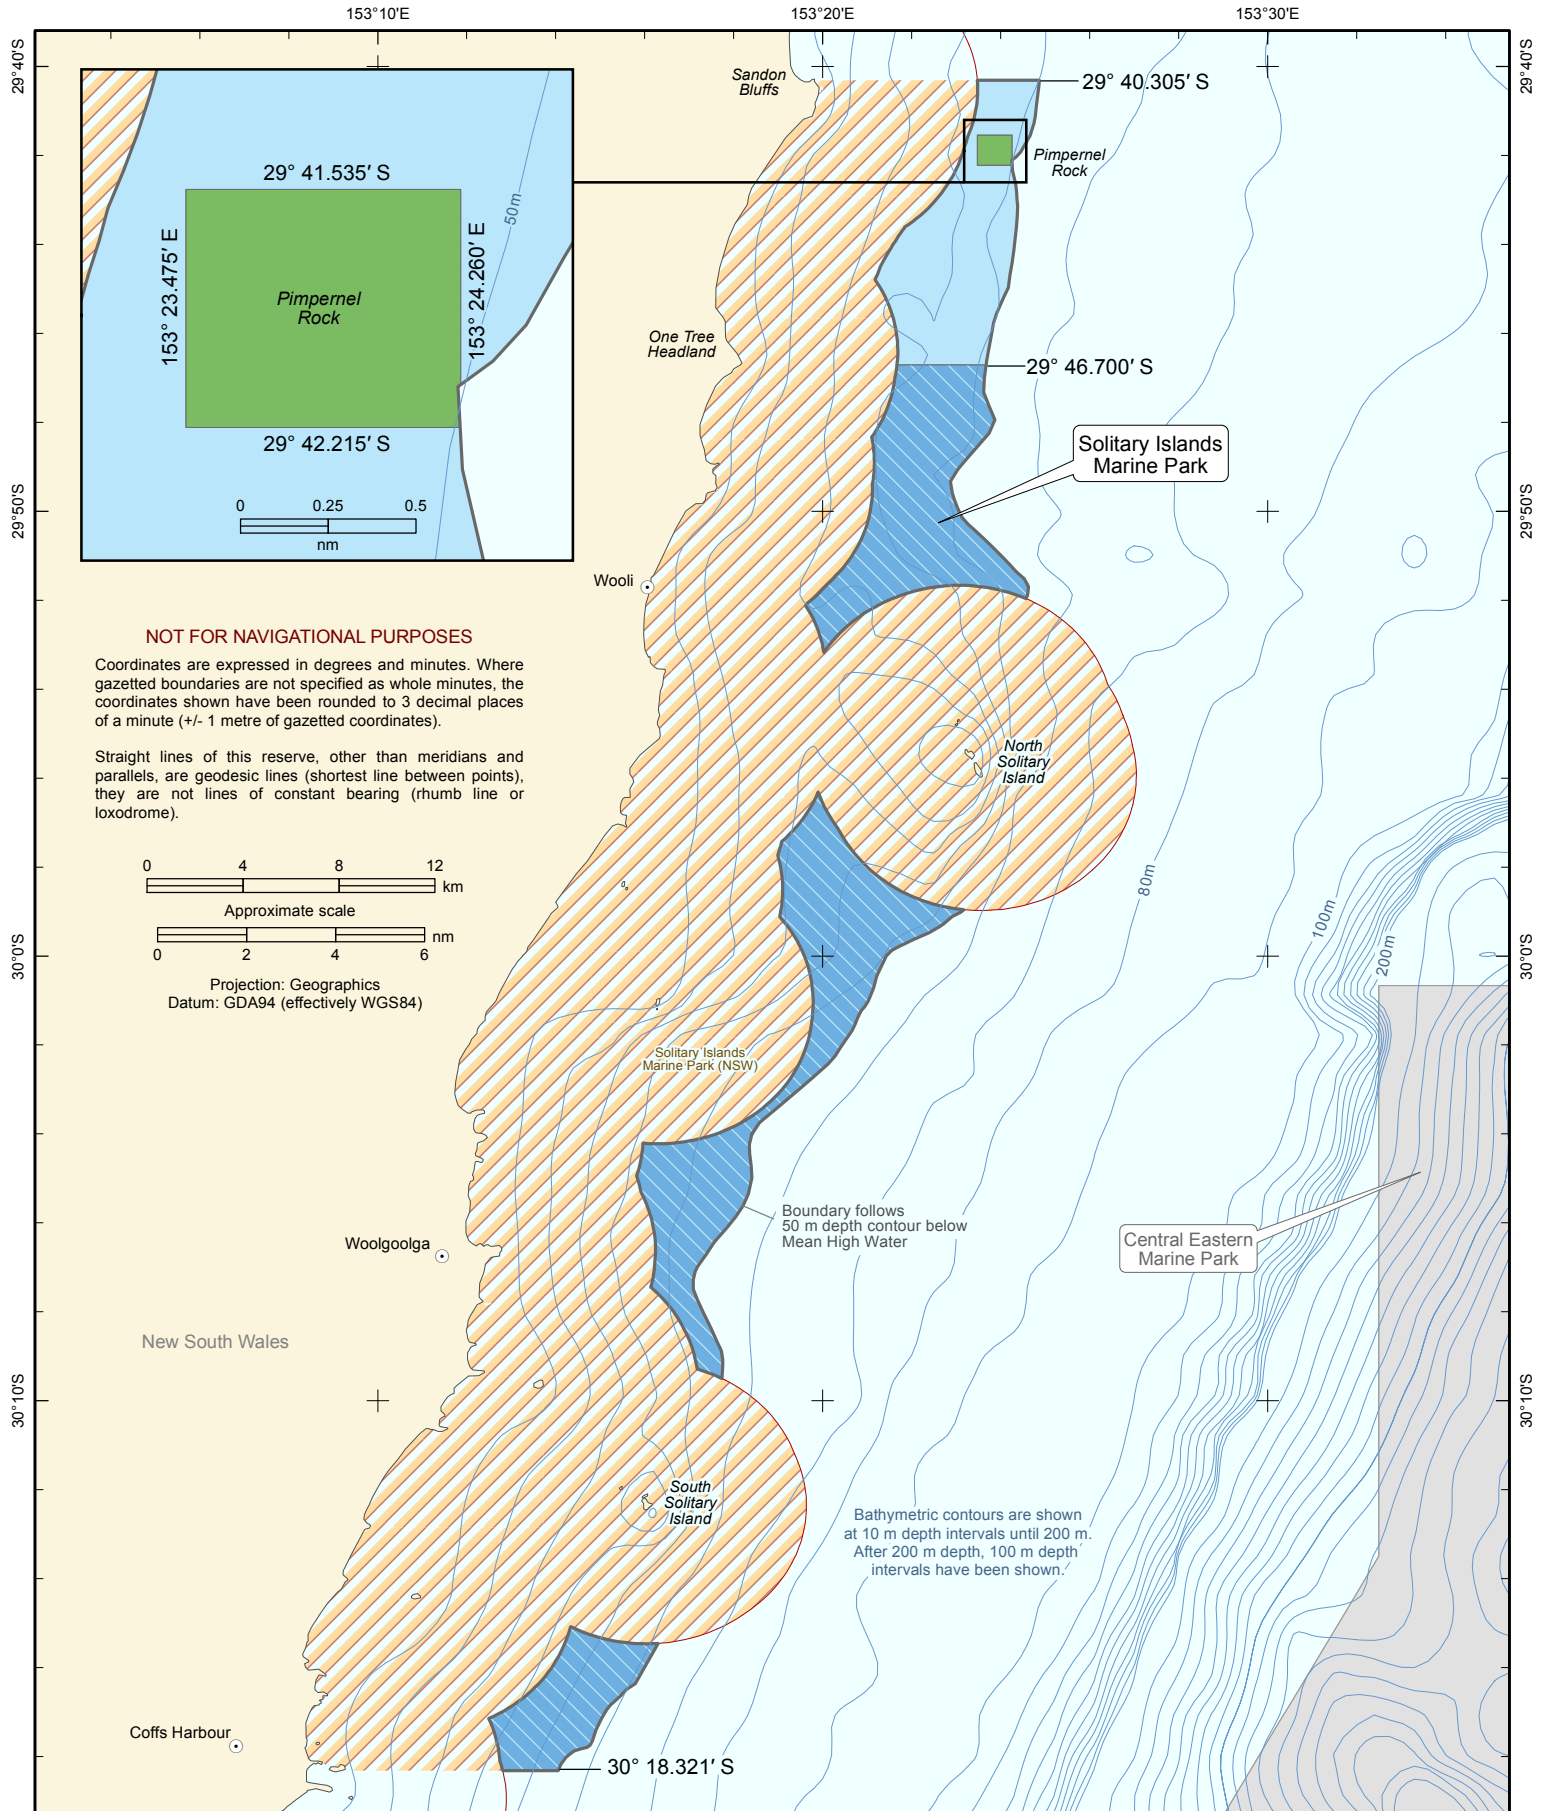 153°10'E
153°20'E
153°30'E
29°40'S
29°40'S
Sandon
Bluffs
29° 40.305′ S
Pimpernel
Rock
29° 41.535′ S
153° 23.475′ E
Pimpernel
Rock
153° 24.260′ E
50m
29° 42.215′ S
0
0.25
0.5
nm
One Tree
Headland
29° 46.700′ S
Solitary Islands
Marine Park
29°50'S
29°50'S
Wooli
NOT FOR NAVIGATIONAL PURPOSES
Coordinates are expressed in degrees and minutes. Where
gazetted boundaries are not specified as whole minutes, the
coordinates shown have been rounded to 3 decimal places
of a minute (+/- 1 metre of gazetted coordinates).
Straight lines of this reserve, other than meridians and
parallels, are geodesic lines (shortest line between points),
they are not lines of constant bearing (rhumb line or
loxodrome).
North
Solitary
Island
0
4
8
12
km
Approximate scale
nm
0
2
4
6
Projection: Geographics
Datum: GDA94 (effectively WGS84)
80m
100m
200m
30°0'S
30°0'S
Solitary Islands
Marine Park (NSW)
Boundary follows
50 m depth contour below
Mean High Water
Central Eastern
Marine Park
Woolgoolga
New South Wales
30°10'S
30°10'S
South
Solitary
Island
Bathymetric contours are shown
at 10 m depth intervals until 200 m.
After 200 m depth, 100 m depth
intervals have been shown.
Coffs Harbour
30° 18.321′ S